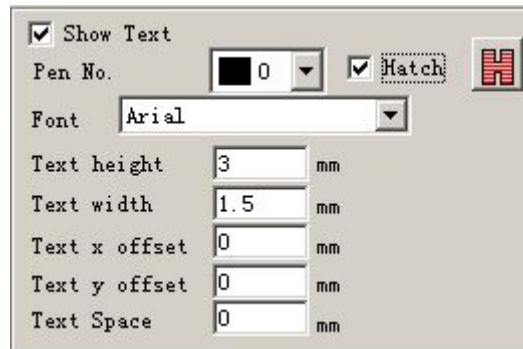 Show Text
Pen No. 0 Hatch H
Font Arial
Text height 3 mm
Text width 1.5 mm
Text x offset 0 mm
Text y offset 0 mm
Text Space 0 mm